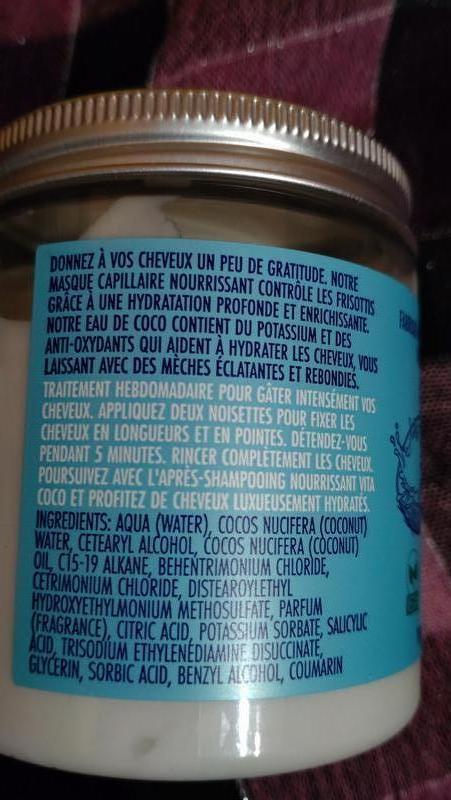 DONNEZ À VOS CHEVEUX UN PEU DE GRATITUDE. NOTRE
MASQUE CAPILLAIRE NOURRISSANT CONTRÔLE LES FRISOTTIS
GRÂCE À UNE HYDRATATION PROFONDE ET ENRICHISSANTE.
NOTRE EAU DE COCO CONTIENT DU POTASSIUM ET DES
ANTI-OXYDANTS QUI AIDENT À HYDRATER LES CHEVEUX, VOUS
LAISSANT AVEC DES MÈCHES ÉCLATANTES ET REBONDIES.
TRAITEMENT HEBDOMADAIRE POUR GÂTER INTENSÉMENT VOS
CHEVEUX. APPLIQUEZ DEUX NOISETTES POUR FIXER LES
CHEVEUX EN LONGUEURS ET EN POINTES. DÉTENDEZ-VOUS
PENDANT 5 MINUTES. RINCER COMPLÈTEMENT LES CHEVEUX.
POURSUIVEZ AVEC L'APRÈS-SHAMPOOING NOURRISSANT VITA
COCO ET PROFITEZ DE CHEVEUX LUXUEUSEMENT HYDRATÉS.
INGREDIENTS: AQUA (WATER), COCOS NUCIFERA (COCONUT)
WATER, CETEARYL ALCOHOL, COCOS NUCIFERA (COCONUT)
OIL, C15-19 ALKANE, BEHENTRIMONIUM CHLORIDE,
CETRIMONIUM CHLORIDE, DISTEAROYLETHYL
HYDROXYETHYLMONIUM METHOSULFATE, PARFUM
(FRAGRANCE), CITRIC ACID, POTASSIUM SORBATE, SALICYLIC
ACID, TRISODIUM ETHYLENEDIAMINE DISUCCINATE,
GLYCERIN, SORBIC ACID, BENZYL ALCOHOL, COUMARIN